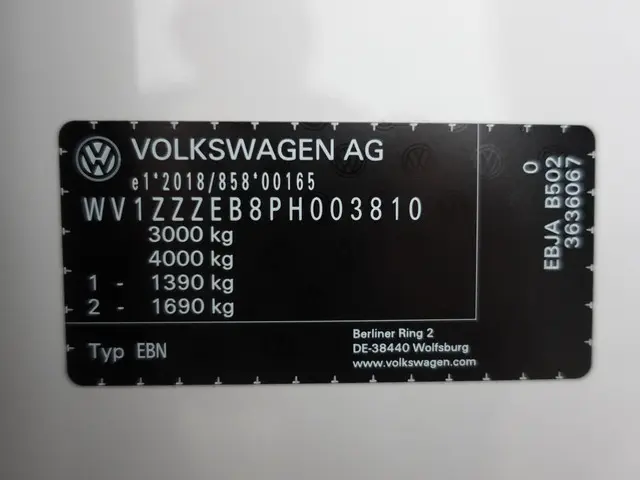 VOLKSWAGEN AG
e1*2018/858*00165
WV1ZZZEB8PH003810
3000 kg
4000 kg
1 - 1390 kg
2 - 1690 kg
Typ EBN
Berliner Ring 2
DE-38440 Wolfsburg
www.volkswagen.com
0
EBJA B502
3636067